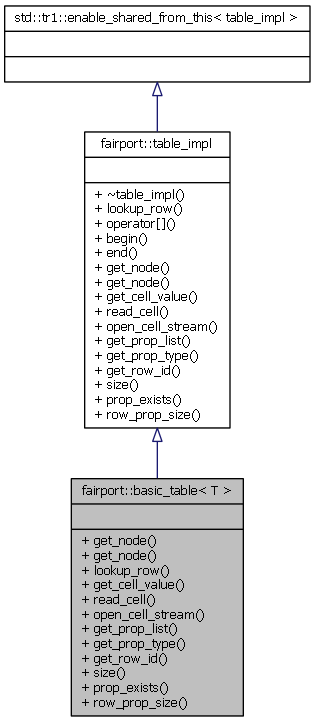 std::tr1::enable_shared_from_this< table_impl >
fairport::table_impl
+ ~table_impl()
+ lookup_row()
+ operator[]()
+ begin()
+ end()
+ get_node()
+ get_node()
+ get_cell_value()
+ read_cell()
+ open_cell_stream()
+ get_prop_list()
+ get_prop_type()
+ get_row_id()
+ size()
+ prop_exists()
+ row_prop_size()
fairport::basic_table< T >
+ get_node()
+ get_node()
+ lookup_row()
+ get_cell_value()
+ read_cell()
+ open_cell_stream()
+ get_prop_list()
+ get_prop_type()
+ get_row_id()
+ size()
+ prop_exists()
+ row_prop_size()